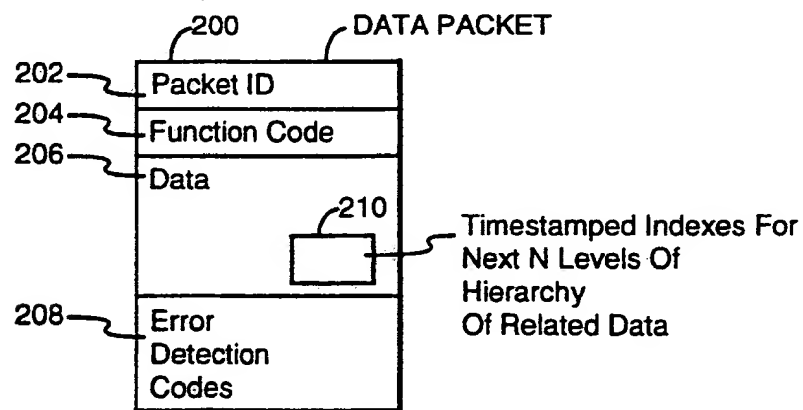 200
DATA PACKET
202
Packet ID
204
Function Code
206
Data
210
Timestamped Indexes For
Next N Levels Of
Hierarchy
Of Related Data
208
Error
Detection
Codes